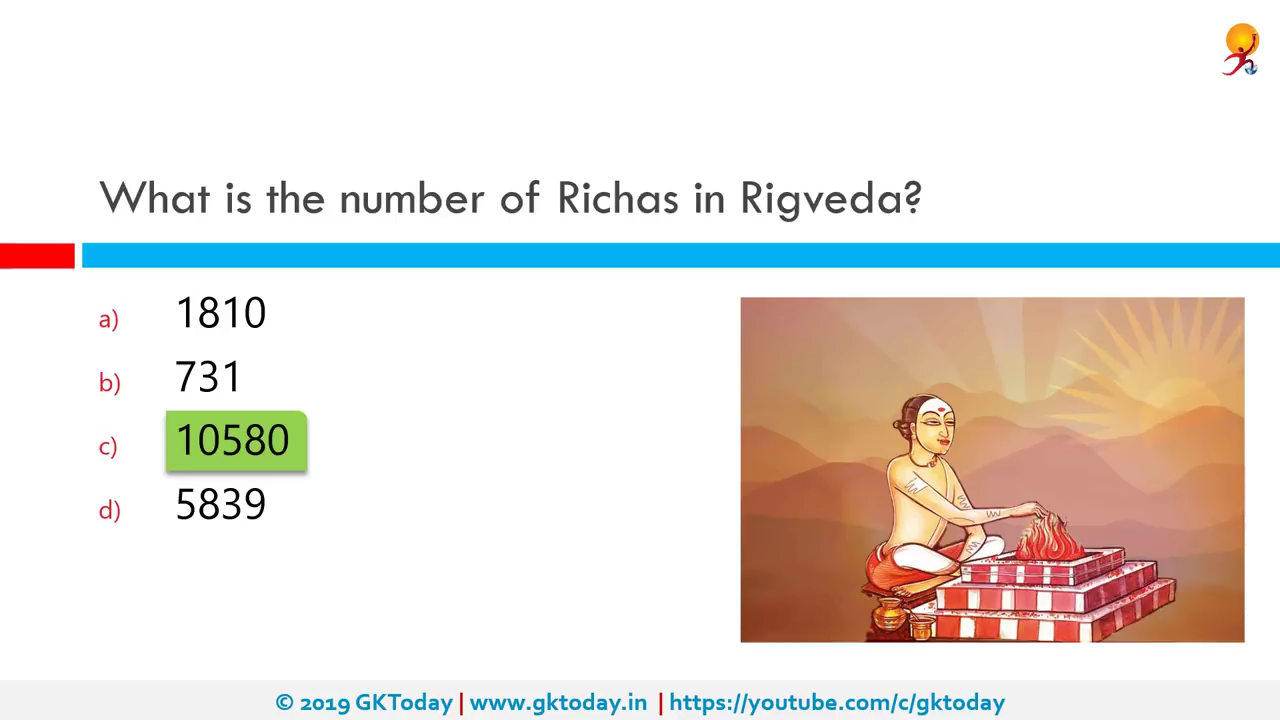 What is the number of Richas in Rigveda?
a) 1810
b) 731
c) 10580
d) 5839
© 2019 GKToday | www.gktoday.in | https://youtube.com/c/gktoday